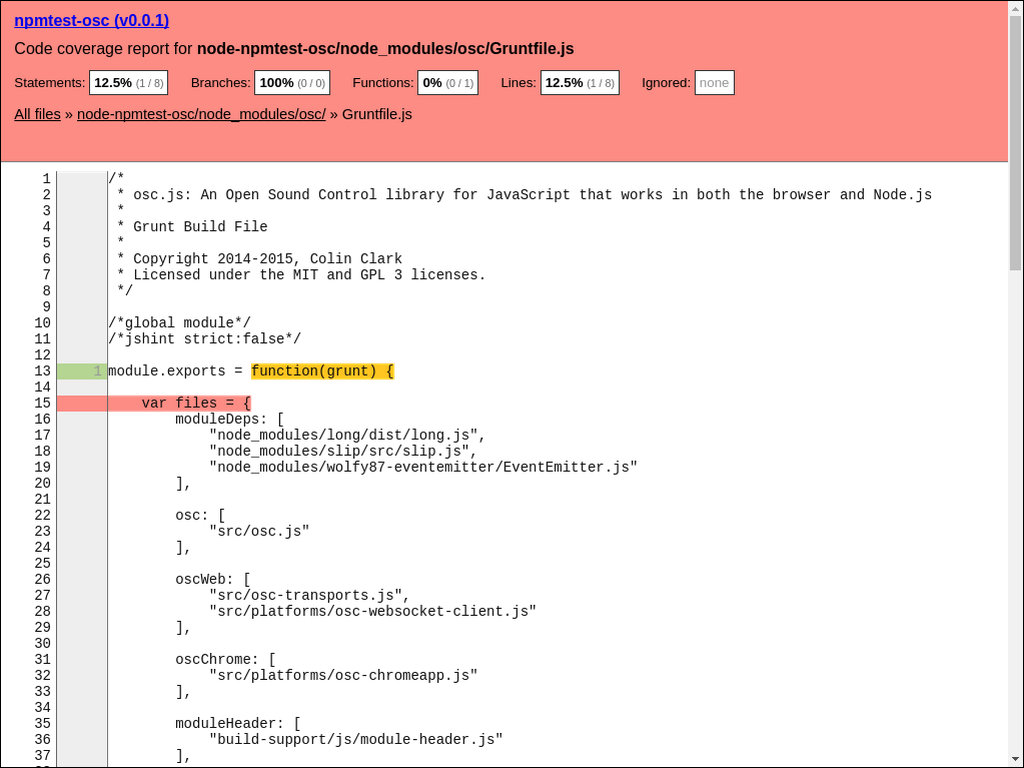 npmtest-osc (v0.0.1)
Code coverage report for node-npmtest-osc/node_modules/osc/Gruntfile.js
Statements: 12.5% (1 / 8) Branches: 100% (0 / 0) Functions: 0% (0 / 1) Lines: 12.5% (1 / 8) Ignored: none
All files » node-npmtest-osc/node_modules/osc/ » Gruntfile.js
1 /*
2  * osc.js: An Open Sound Control library for JavaScript that works in both the browser and Node.js
3  *
4  * Grunt Build File
5  *
6  * Copyright 2014-2015, Colin Clark
7  * Licensed under the MIT and GPL 3 licenses.
8  */
9
10 /*global module*/
11 /*jshint strict:false*/
12
13 1 module.exports = function(grunt) {
14
15     var files = {
16         moduleDeps: [
17             "node_modules/long/dist/long.js",
18             "node_modules/slip/src/slip.js",
19             "node_modules/wolfy87-eventemitter/EventEmitter.js"
20         ],
21
22         osc: [
23             "src/osc.js"
24         ],
25
26         oscWeb: [
27             "src/osc-transports.js",
28             "src/platforms/osc-websocket-client.js"
29         ],
30
31         oscChrome: [
32             "src/platforms/osc-chromeapp.js"
33         ],
34
35         moduleHeader: [
36             "build-support/js/module-header.js"
37         ],